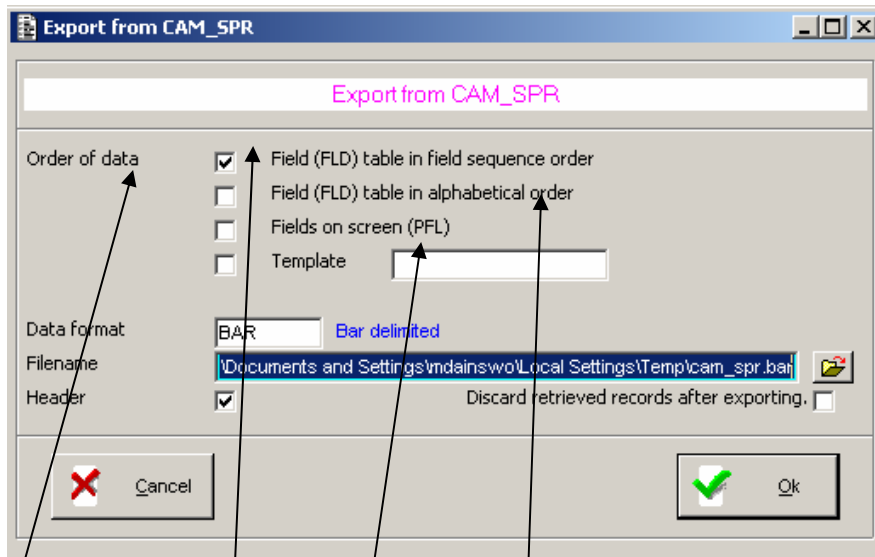 Export from CAM_SPR
Export from CAM_SPR
Order of data Field (FLD) table in field sequence order
Field (FLD) table in alphabetical order
Fields on screen (PFL)
Template
Data format BAR Bar delimited
Filename \Documents and Settings\mdainswo\Local Settings\Temp\cam_spr.bar
Header Discard retrieved records after exporting.
Cancel Ok